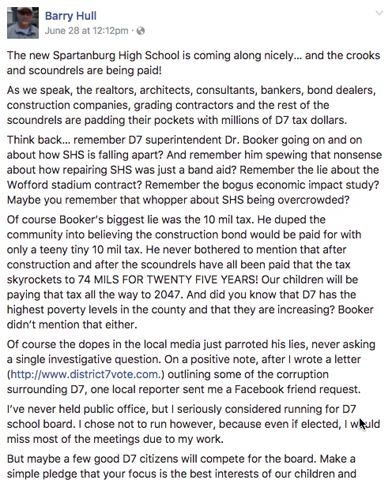 Barry Hull
June 28 at 12:12pm ·
The new Spartanburg High School is coming along nicely... and the crooks
and scoundrels are being paid!
As we speak, the realtors, architects, consultants, bankers, bond dealers,
construction companies, grading contractors and the rest of the
scoundrels are padding their pockets with millions of D7 tax dollars.
Think back... remember D7 superintendent Dr. Booker going on and on
about how SHS is falling apart? And remember him spewing that nonsense
about how repairing SHS was just a band aid? Remember the lie about the
Wofford stadium contract? Remember the bogus economic impact study?
Maybe you remember that whopper about SHS being overcrowded?
Of course Booker's biggest lie was the 10 mil tax. He duped the
community into believing the construction bond would be paid for with
only a teeny tiny 10 mil tax. He never bothered to mention that after
construction and after the scoundrels have all been paid that the tax
skyrockets to 74 MILS FOR TWENTY FIVE YEARS! Our children will be
paying that tax all the way to 2047. And did you know that D7 has the
highest poverty levels in the county and that they are increasing? Booker
didn't mention that either.
Of course the dopes in the local media just parroted his lies, never asking
a single investigative question. On a positive note, after I wrote a letter
(http://www.district7vote.com.) outlining some of the corruption
surrounding D7, one local reporter sent me a Facebook friend request.
I've never held public office, but I seriously considered running for D7
school board. I chose not to run however, because even if elected, I would
miss most of the meetings due to my work.
But maybe a few good D7 citizens will compete for the board. Make a
simple pledge that your focus is the best interests of our children and